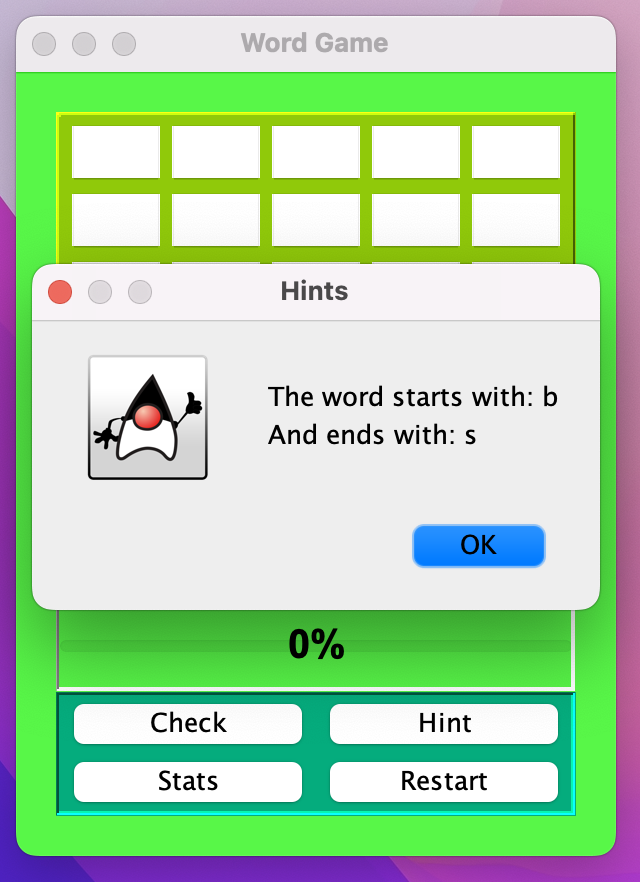 Word Game
Hints
The word starts with: b
And ends with: s
OK
0%
Check
Hint
Stats
Restart